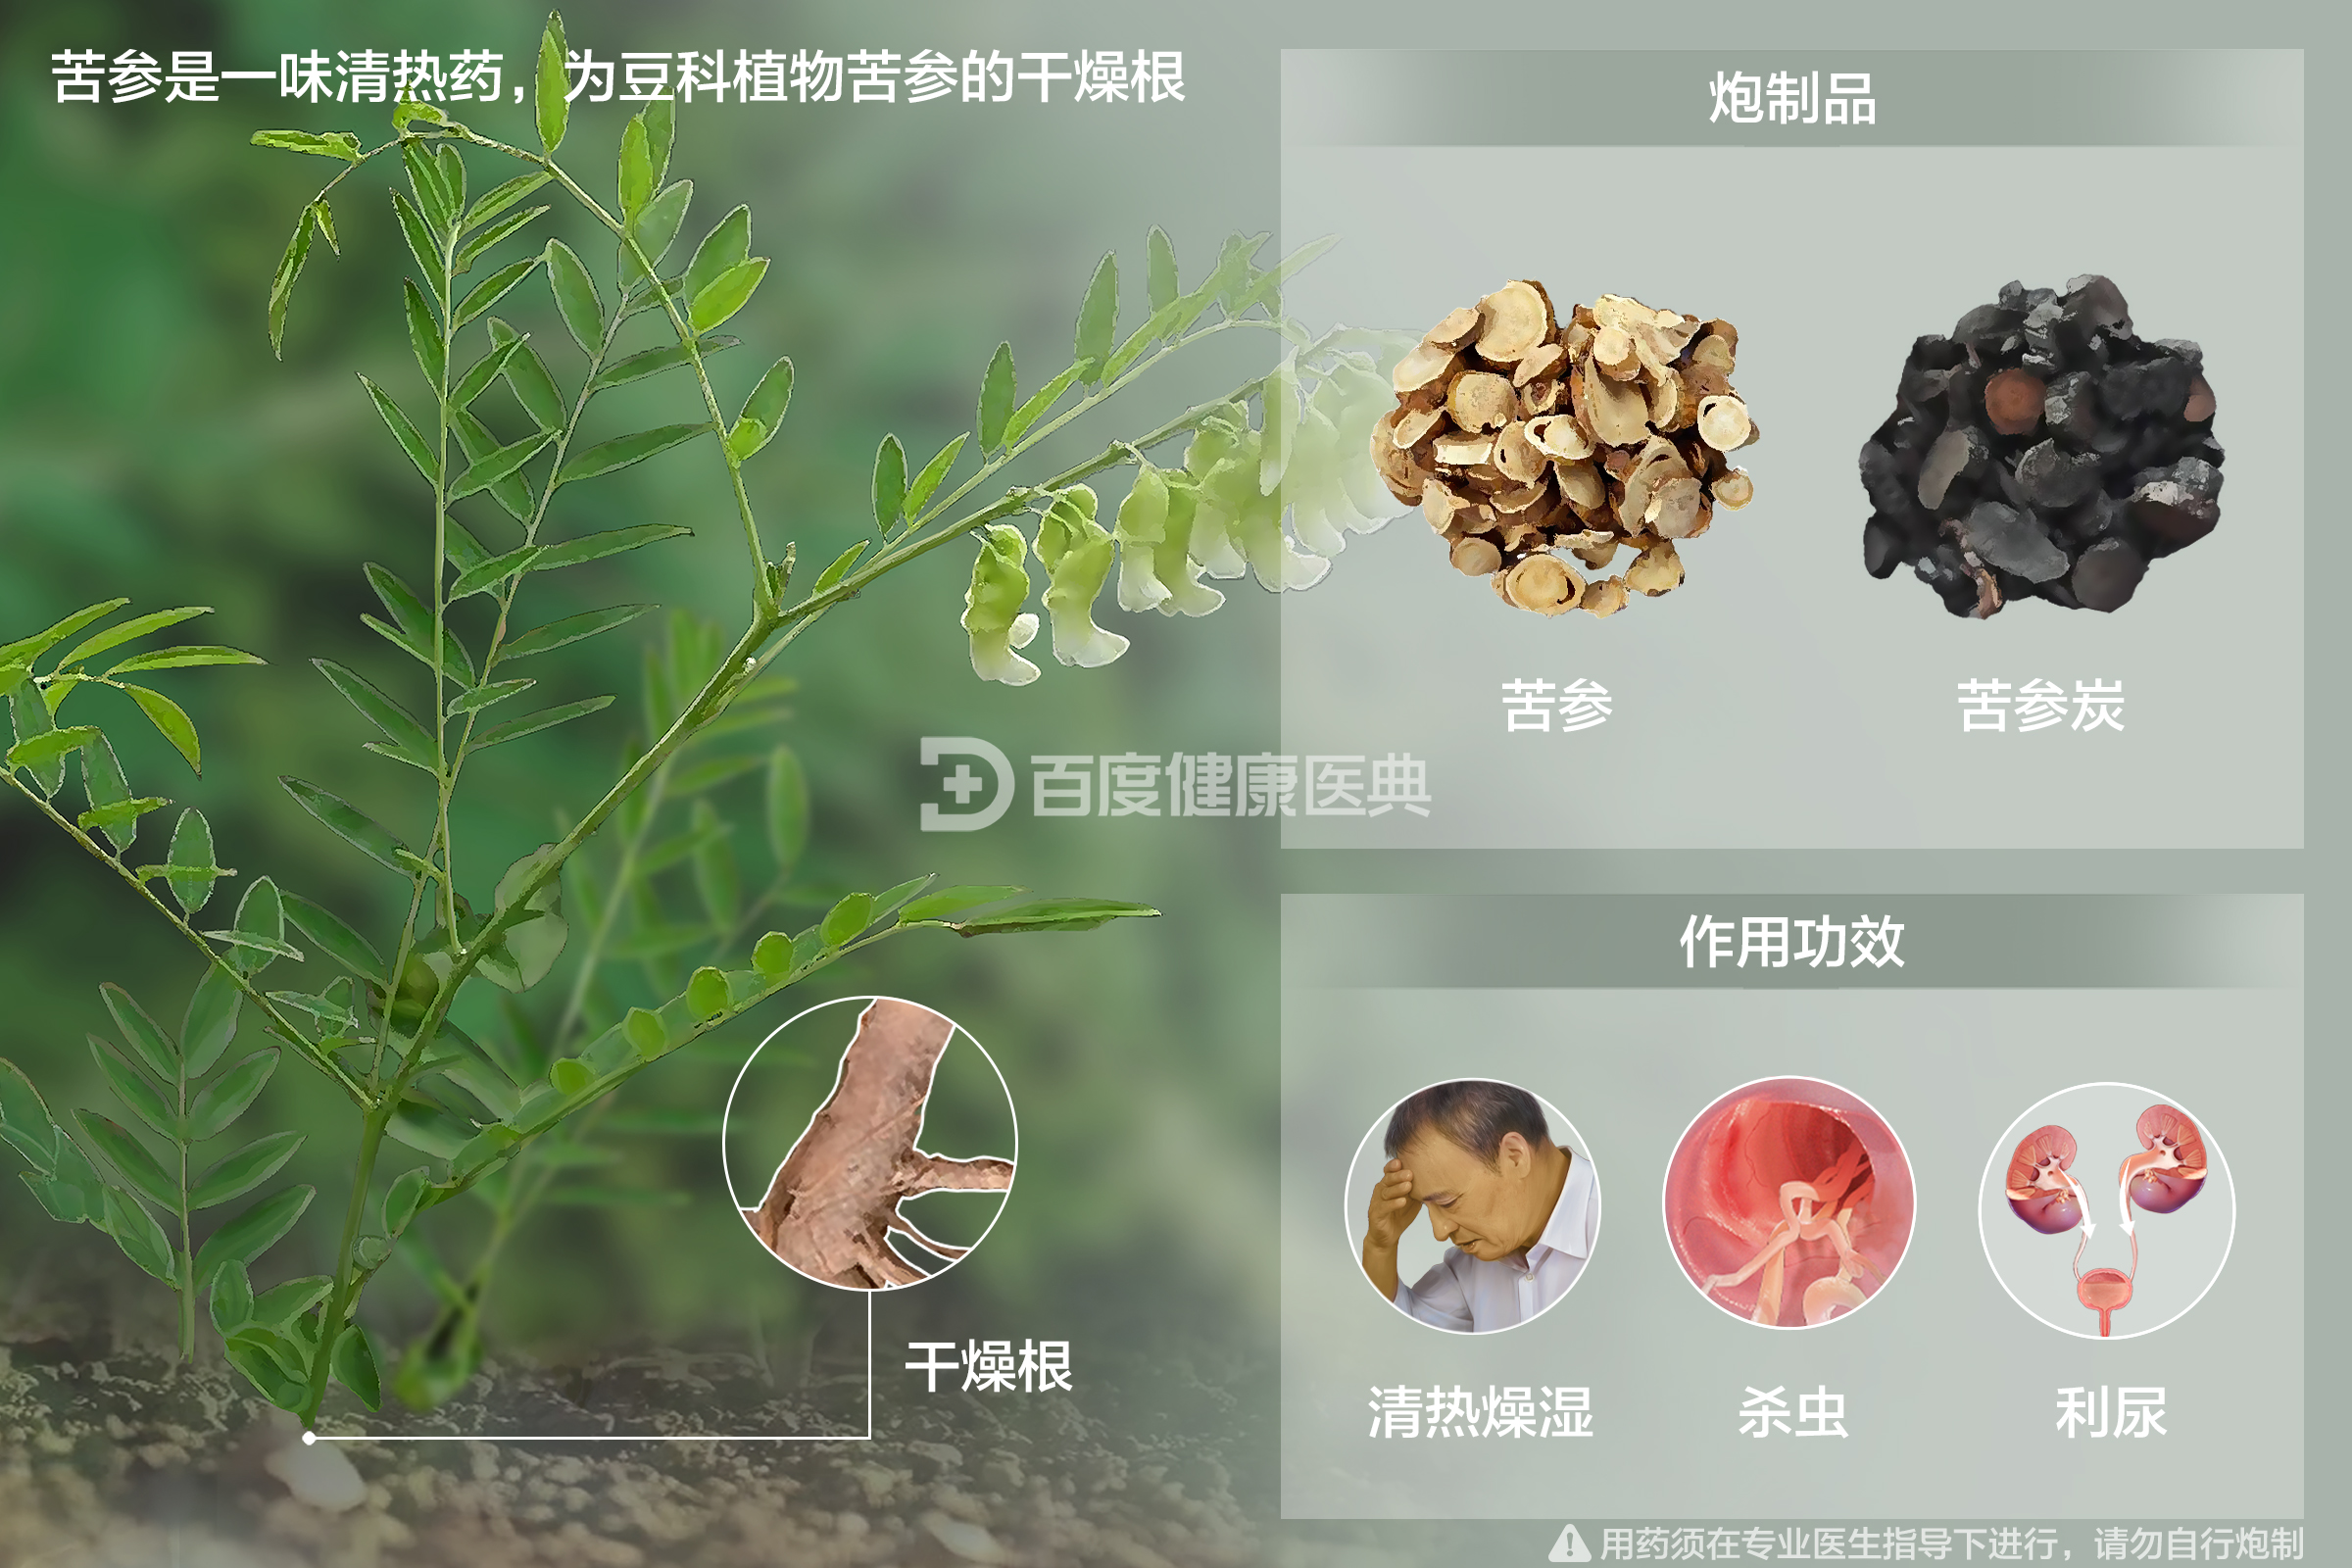 苦参是一味清热药，为豆科植物苦参的干燥根
炮制品
苦参
苦参炭
百度健康医典
作用功效
干燥根
清热燥湿
杀虫
利尿
用药须在专业医生指导下进行，请勿自行炮制